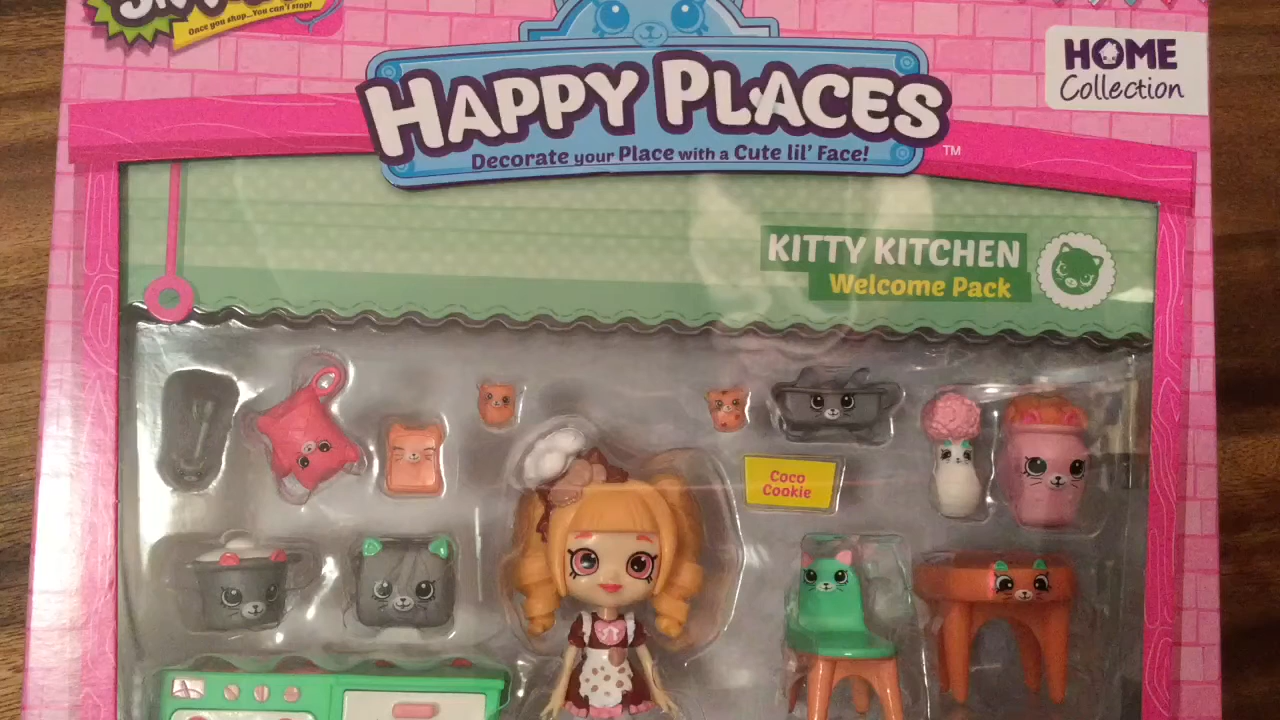 Once you shop...You can't stop!
HAPPY PLACES
Decorate your Place with a Cute lil' Face!
TM
HOME
Collection
KITTY KITCHEN
Welcome Pack
Coco
Cookie